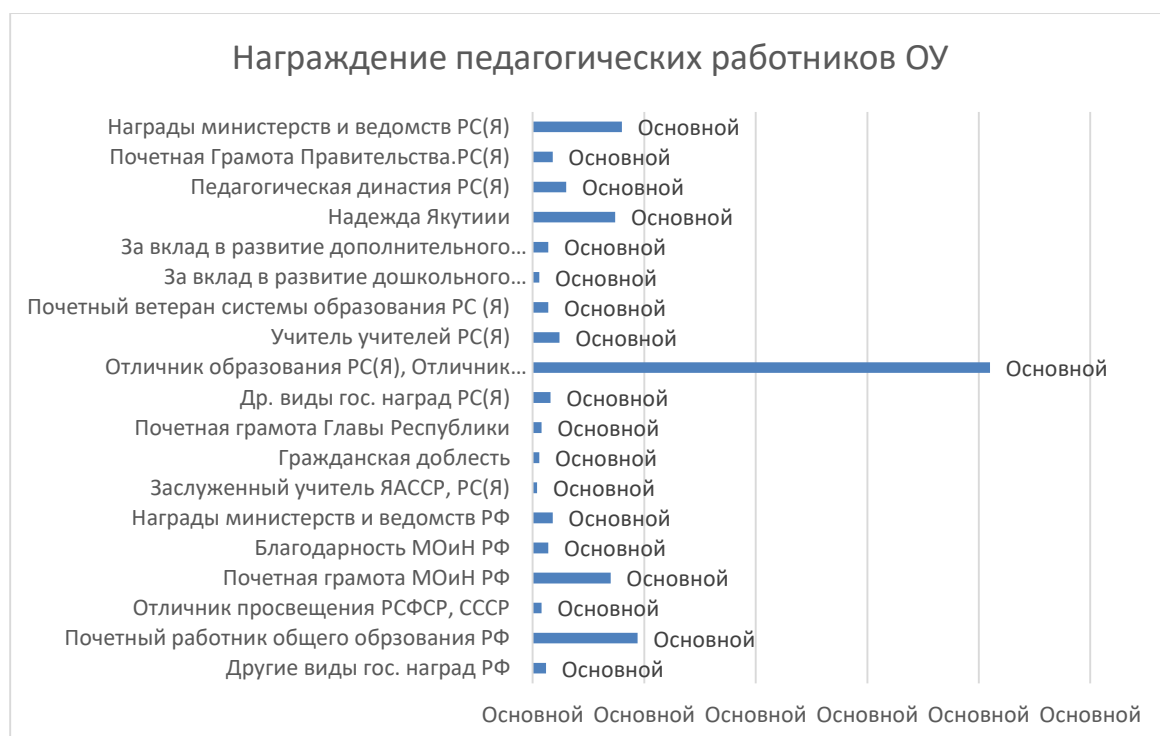 Награждение педагогических работников ОУ
Награды министерств и ведомств РС(Я) Основной
Почетная Грамота Правительства.РС(Я) Основной
Педагогическая династия РС(Я) Основной
Надежда Якутиии Основной
За вклад в развитие дополнительного… Основной
За вклад в развитие дошкольного… Основной
Почетный ветеран системы образования РС (Я) Основной
Учитель учителей РС(Я) Основной
Отличник образования РС(Я), Отличник… Основной
Др. виды гос. наград РС(Я) Основной
Почетная грамота Главы Республики Основной
Гражданская доблесть Основной
Заслуженный учитель ЯАССР, РС(Я) Основной
Награды министерств и ведомств РФ Основной
Благодарность МОиН РФ Основной
Почетная грамота МОиН РФ Основной
Отличник просвещения РСФСР, СССР Основной
Почетный работник общего обрзования РФ Основной
Другие виды гос. наград РФ Основной
Основной Основной Основной Основной Основной Основной